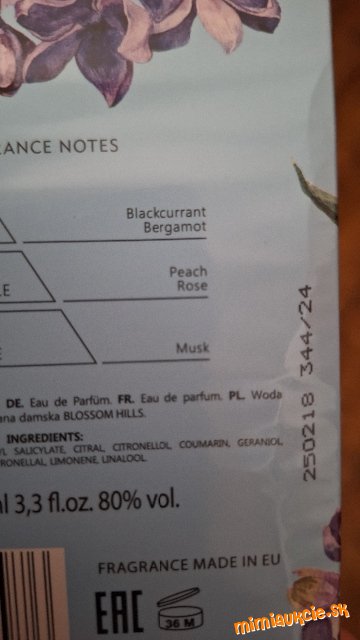 ANCE NOTES
Blackcurrant
Bergamot
Peach
Rose
Musk
DE. Eau de Parfüm. FR. Eau de parfum. PL. Woda
damska BLOSSOM HILLS.
INGREDIENTS:
SALICYLATE, CITRAL, CITRONELLOL, COUMARIN, GERANIOL,
LIMONENE, LINALOOL
3,3 fl.oz. 80% vol.
250218 344/24
FRAGRANCE MADE IN EU
EAC
36 M
mimiaukcie.sk